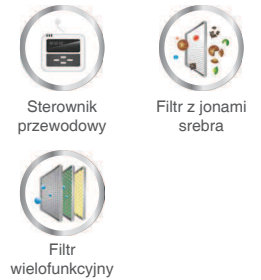 Sterownik
przewodowy
Filtr z jonami
srebra
Filtr
wielofunkcyjny